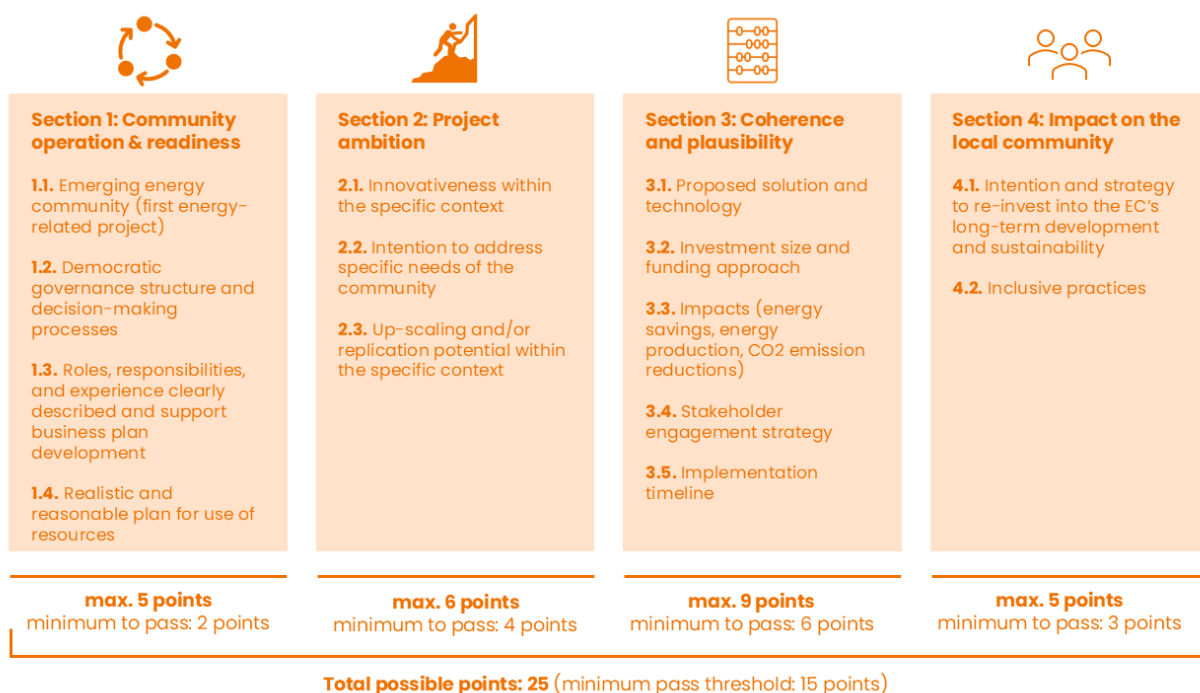 Section 1: Community
operation & readiness
1.1. Emerging energy
community (first energy-
related project)
1.2. Democratic
governance structure and
decision-making
processes
1.3. Roles, responsibilities,
and experience clearly
described and support
business plan
development
1.4. Realistic and
reasonable plan for use of
resources
max. 5 points
minimum to pass: 2 points
Section 2: Project
ambition
2.1. Innovativeness within
the specific context
2.2. Intention to address
specific needs of the
community
2.3. Up-scaling and/or
replication potential within
the specific context
max. 6 points
minimum to pass: 4 points
Section 3: Coherence
and plausibility
3.1. Proposed solution and
technology
3.2. Investment size and
funding approach
3.3. Impacts (energy
savings, energy
production, CO2 emission
reductions)
3.4. Stakeholder
engagement strategy
3.5. Implementation
timeline
max. 9 points
minimum to pass: 6 points
Section 4: Impact on the
local community
4.1. Intention and strategy
to re-invest into the EC's
long-term development
and sustainability
4.2. Inclusive practices
max. 5 points
minimum to pass: 3 points
Total possible points: 25 (minimum pass threshold: 15 points)